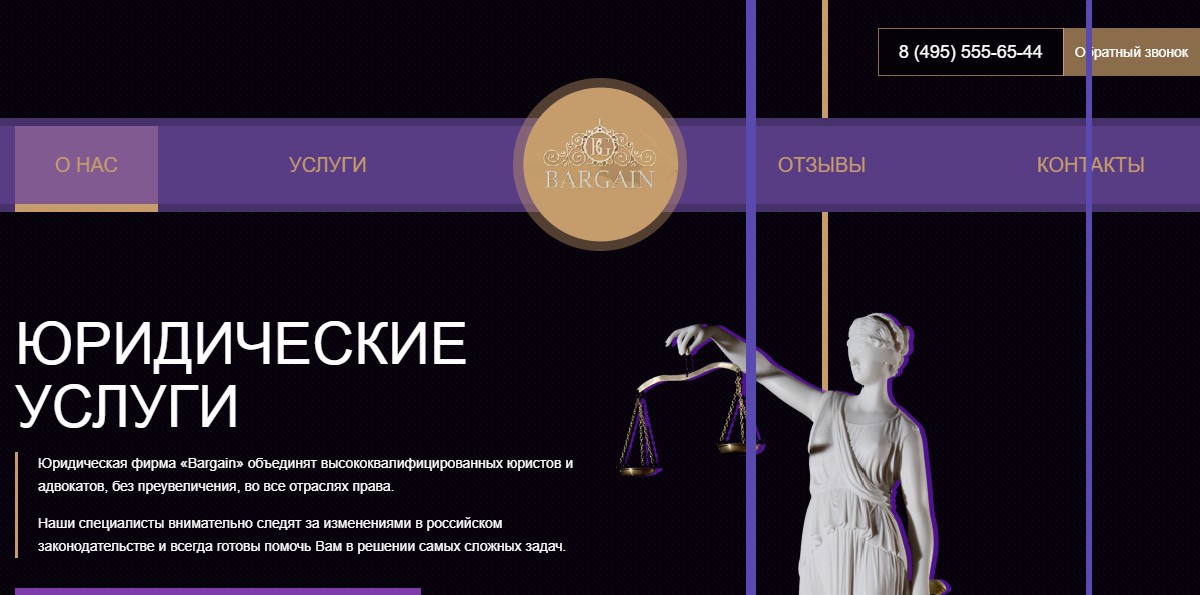 8 (495) 555-65-44
Обратный звонок
О НАС
УСЛУГИ
BG
BARGAIN
ОТЗЫВЫ
КОНТАКТЫ
ЮРИДИЧЕСКИЕ
УСЛУГИ
Юридическая фирма «Bargain» объединят высококвалифицированных юристов и
адвокатов, без преувеличения, во все отраслях права.
Наши специалисты внимательно следят за изменениями в российском
законодательстве и всегда готовы помочь Вам в решении самых сложных задач.